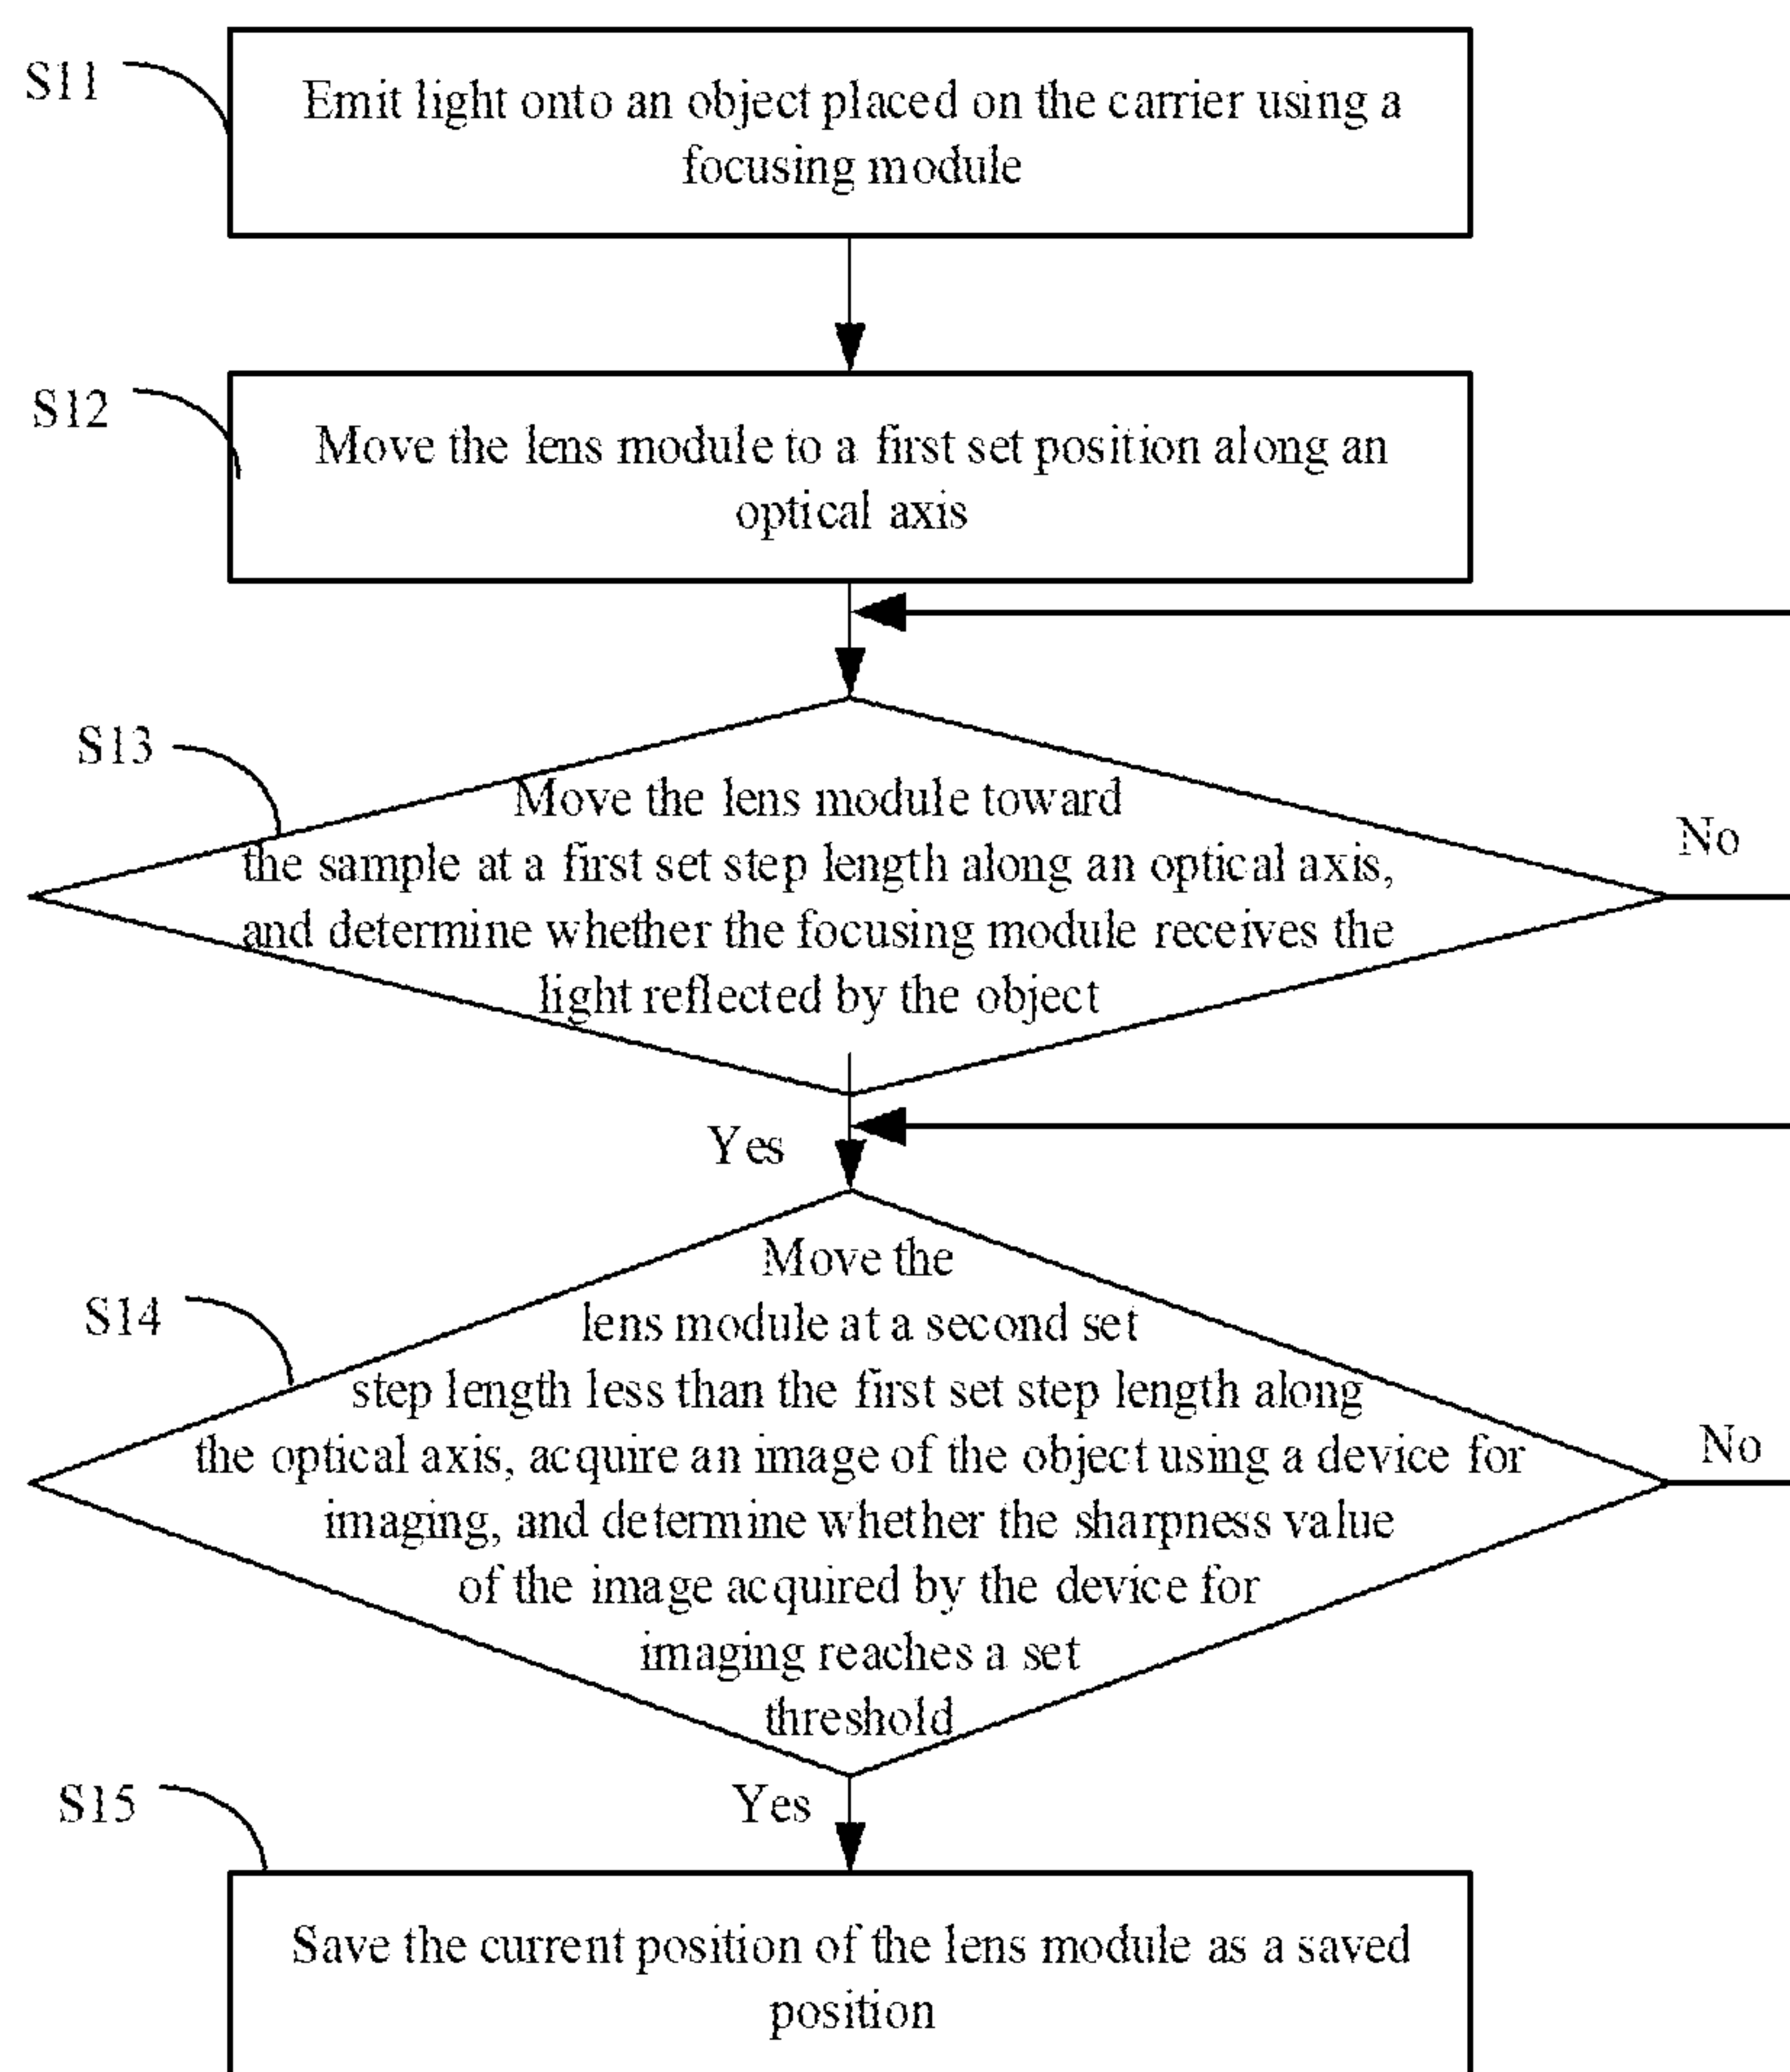 S11
Emit light onto an object placed on the carrier using a
focusing module
S12
Move the lens module to a first set position along an
optical axis
S13
Move the lens module toward
the sample at a first set step length along an optical axis,
and determine whether the focusing module receives the
light reflected by the object
No
Yes
S14
Move the
lens module at a second set
step length less than the first set step length along
the optical axis, acquire an image of the object using a device for
imaging, and determine whether the sharpness value
of the image acquired by the device for
imaging reaches a set
threshold
No
Yes
S15
Save the current position of the lens module as a saved
position